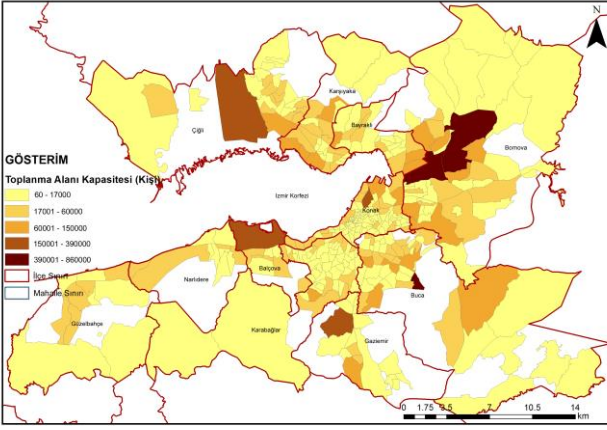 N
Karşıyaka
Bayraklı
Çiğli
Bornova
GÖSTERİM
Toplanma Alanı Kapasitesi (Kişi)
60 - 17000
17001 - 60000
60001 - 150000
150001 - 390000
390001 - 860000
İlçe Sınırı
Mahalle Sınırı
İzmir Körfezi
Konak
Balçova
Narlıdere
Buca
Güzelbahçe
Karabağlar
Gaziemir
0 1.75 3.5 7 10.5 14
km